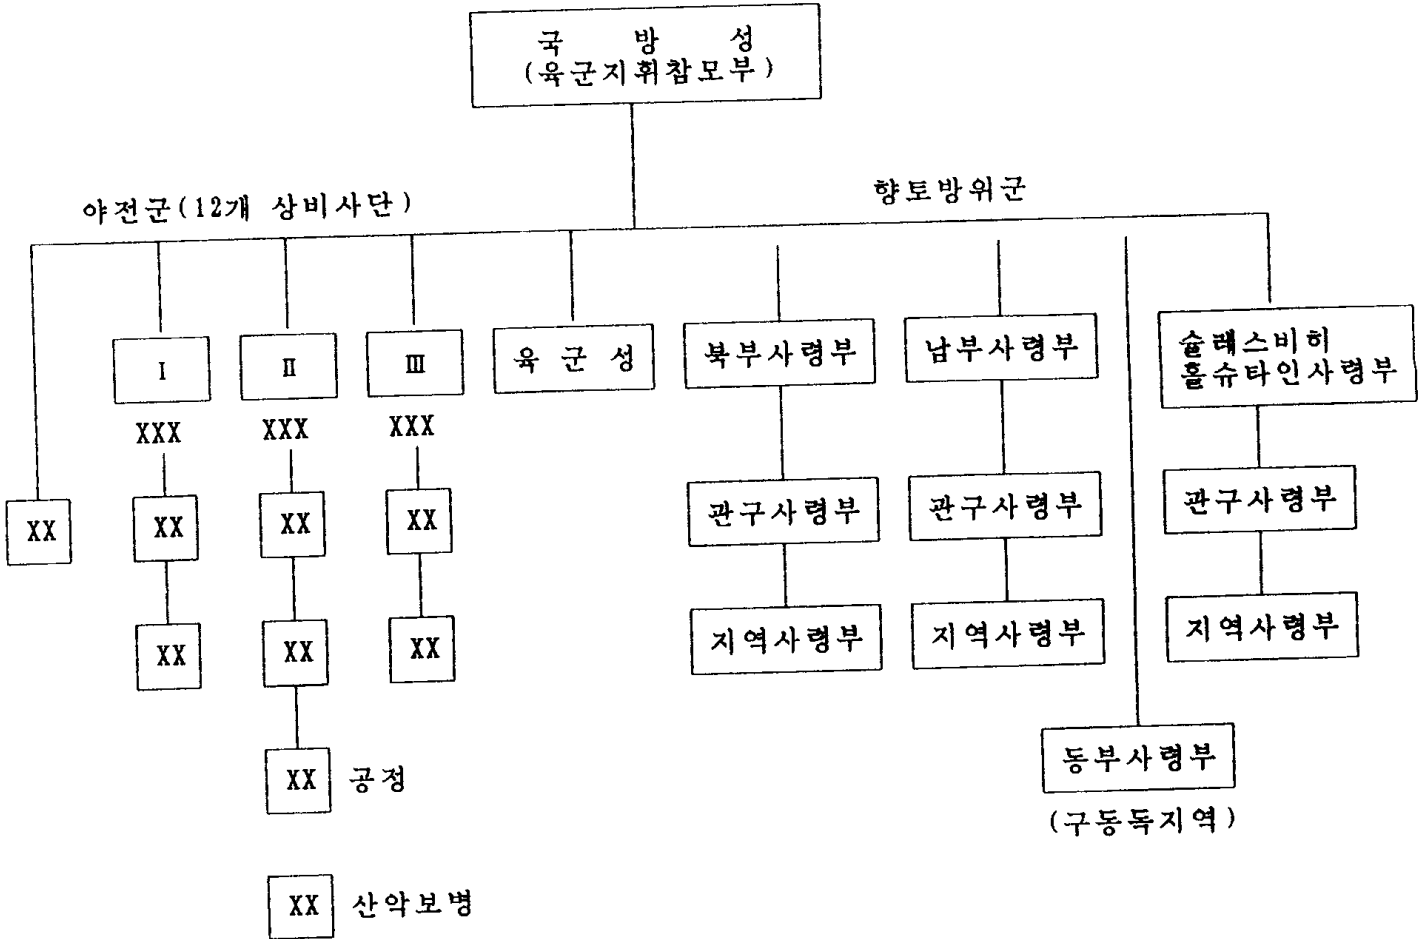 국 방 성
(육군지휘참모부)
야전군(12개 상비사단)
향토방위군
I
II
III
육 군 성
북부사령부
남부사령부
슬레스비히
홀슈타인사령부
XXX
XXX
XXX
XX
XX
XX
XX
관구사령부
관구사령부
관구사령부
XX
XX
XX
지역사령부
지역사령부
지역사령부
XX 공정
동부사령부
(구동독지역)
XX 산악보병